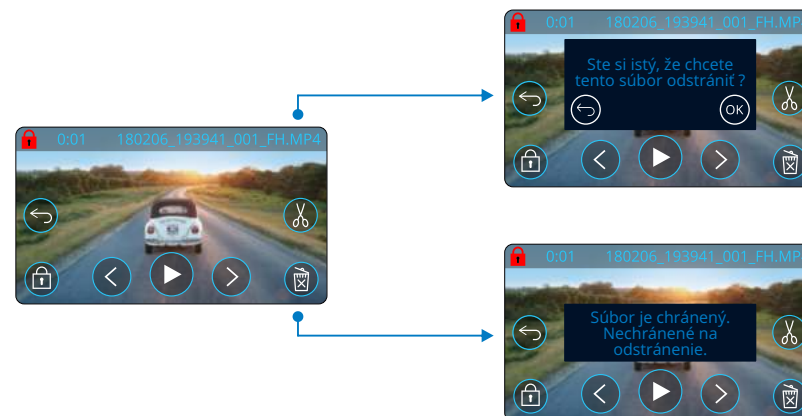 0:01 180206_193941_001_FH.MP4
0:01 180206_193941_001_FH.MP
Ste si istý, že chcete
tento súbor odstrániť ?
OK
0:01 180206_193941_001_FH.MP
Súbor je chránený.
Nechránené na
odstránenie.